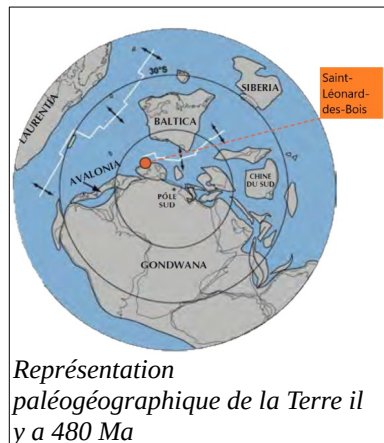 30°S
LAURENTIA
SIBERIA
Saint-
Léonard-
des-Bois
BALTICA
AVALONIA
PÔLE
SUD
CHINE
DU SUD
GONDWANA
Représentation
paléogéographique de la Terre il
y a 480 Ma